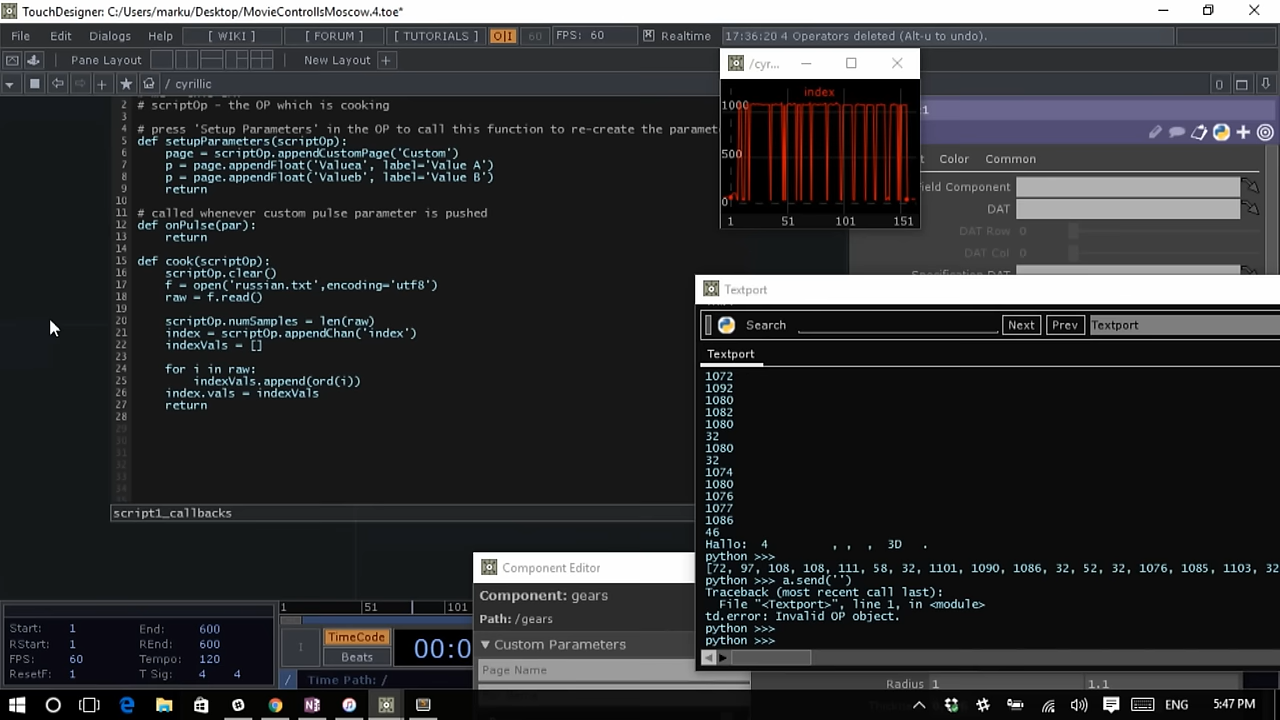 TouchDesigner: C:/Users/marku/Desktop/MovieControllsMoscow.4.toe*
File Edit Dialogs Help [ WIKI ] [ FORUM ] [ TUTORIALS ] O|I 60 FPS: 60 Realtime 17:36:20 4 Operators deleted (Alt-u to undo).
Pane Layout New Layout +
/ cyrillic 0
/cyr...
index
1000
500
0
1 51 101 151
2 # scriptOp - the OP which is cooking
3
4 # press 'Setup Parameters' in the OP to call this function to re-create the paramet
5 def setupParameters(scriptOp):
6 page = scriptOp.appendCustomPage('Custom')
7 p = page.appendFloat('Valuea', label='Value A')
8 p = page.appendFloat('Valueb', label='Value B')
9 return
10
11 # called whenever custom pulse parameter is pushed
12 def onPulse(par):
13 return
14
15 def cook(scriptOp):
16 scriptOp.clear()
17 f = open('russian.txt',encoding='utf8')
18 raw = f.read()
19
20 scriptOp.numSamples = len(raw)
21 index = scriptOp.appendChan('index')
22 indexVals = []
23
24 for i in raw:
25 indexVals.append(ord(i))
26 index.vals = indexVals
27 return
28
script1_callbacks
1
Color Common
ield Component
DAT
DAT Row 0
DAT Col 0
Specification DAT
Textport
Search Next Prev Textport
Textport
1072
1092
1080
1082
1080
32
1080
32
1074
1080
1076
1077
1086
46
Hallo: 4 , , , 3D .
python >>>
[72, 97, 108, 108, 111, 58, 32, 1101, 1090, 1086, 32, 52, 32, 1076, 1085, 1103, 32
python >>> a.send('')
Traceback (most recent call last):
File "<Textport>", line 1, in <module>
td.error: Invalid OP object.
python >>>
python >>>
Component Editor
Component: gears
Path: /gears
Custom Parameters
Page Name
Radius 1 1.1
Start: 1 End: 600
RStart: 1 REnd: 600
FPS: 60 Tempo: 120
ResetF: 1 T Sig: 4 4
1 51 101
TimeCode
Beats
00:0
/ Time Path: /
ENG 5:47 PM